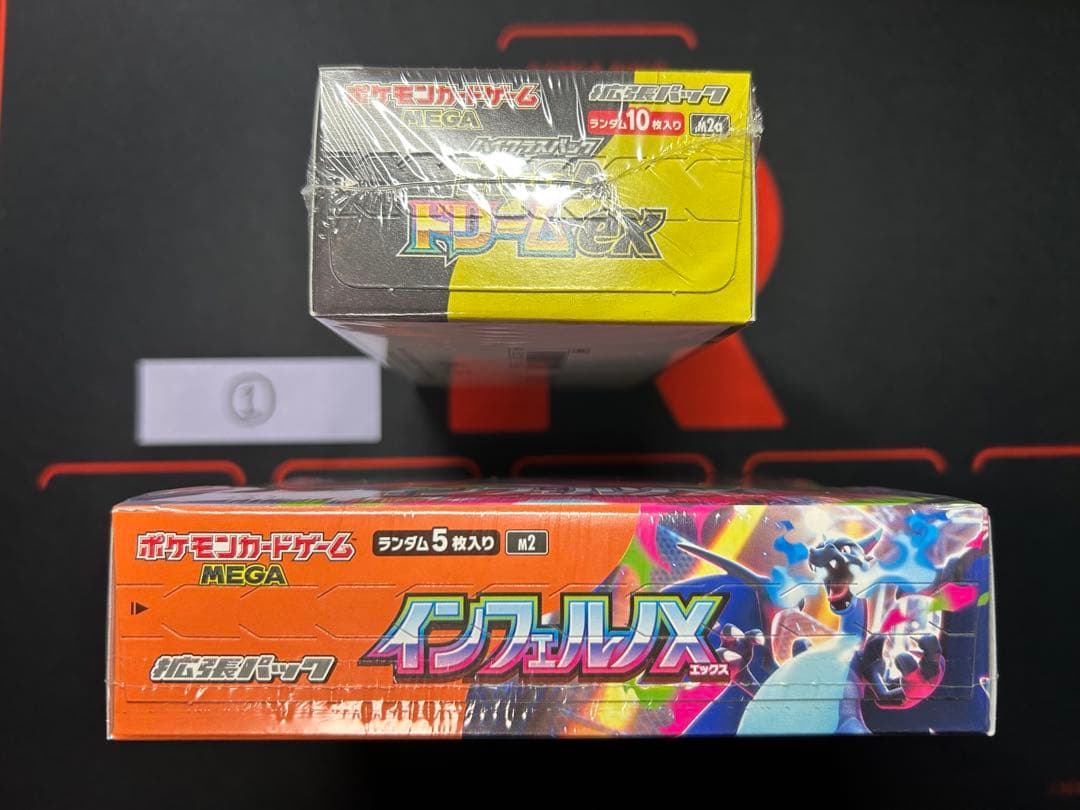 ポケモンカードゲーム
MEGA
拡張パック
ランダム10枚入り M2a
ハイクラスパック
MEGA
ドリームex
①
ポケモンカードゲーム
MEGA
ランダム5枚入り M2
インフェルノX
エックス
拡張パック